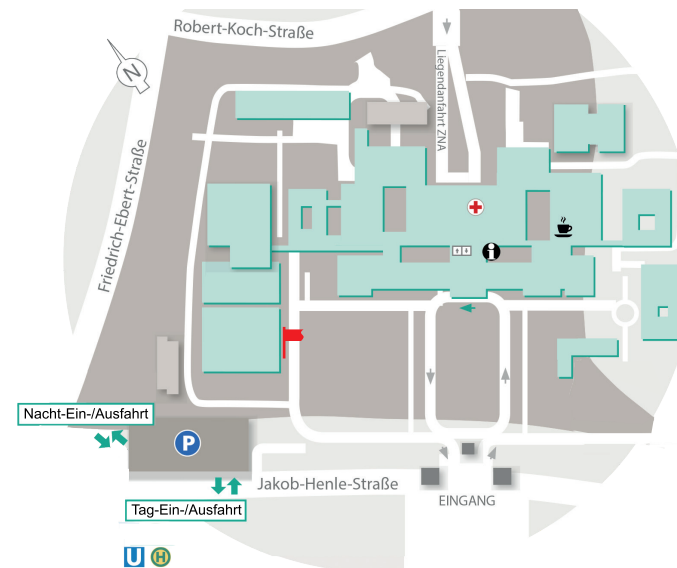 Robert-Koch-Straße
N
Liegendanfahrt ZNA
Friedrich-Ebert-Straße
i
Nacht-Ein-/Ausfahrt
P
Tag-Ein-/Ausfahrt
Jakob-Henle-Straße
EINGANG
U H